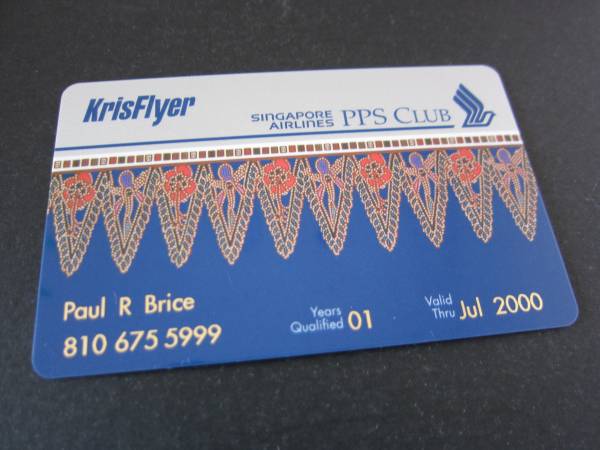 KrisFlyer
SINGAPORE AIRLINES PPS CLUB
Paul R Brice
810 675 5999
Years Qualified 01
Valid Thru Jul 2000